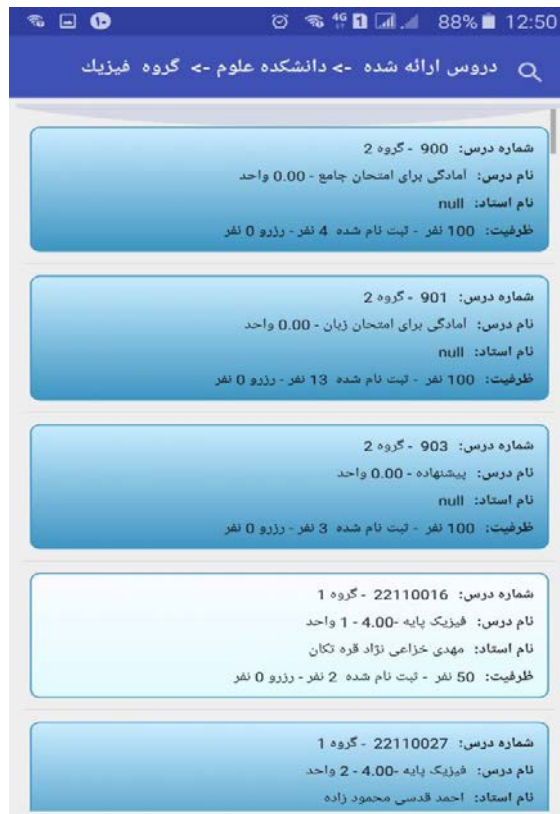 4G 1 88% 12:50
دروس ارائه شده -> دانشکده علوم -> گروه فیزیك
شماره درس: 900 - گروه 2
نام درس: آمادگی برای امتحان جامع - 0.00 واحد
نام استاد: null
ظرفیت: 100 نفر - ثبت نام شده 4 نفر - رزرو 0 نفر
شماره درس: 901 - گروه 2
نام درس: آمادگی برای امتحان زبان - 0.00 واحد
نام استاد: null
ظرفیت: 100 نفر - ثبت نام شده 13 نفر - رزرو 0 نفر
شماره درس: 903 - گروه 2
نام درس: پیشنهاده - 0.00 واحد
نام استاد: null
ظرفیت: 100 نفر - ثبت نام شده 3 نفر - رزرو 0 نفر
شماره درس: 22110016 - گروه 1
نام درس: فیزیک پایه -4.00 - 1 واحد
نام استاد: مهدی خزاعی نژاد قره تکان
ظرفیت: 50 نفر - ثبت نام شده 2 نفر - رزرو 0 نفر
شماره درس: 22110027 - گروه 1
نام درس: فیزیک پایه -4.00 - 2 واحد
نام استاد: احمد قدسی محمود زاده